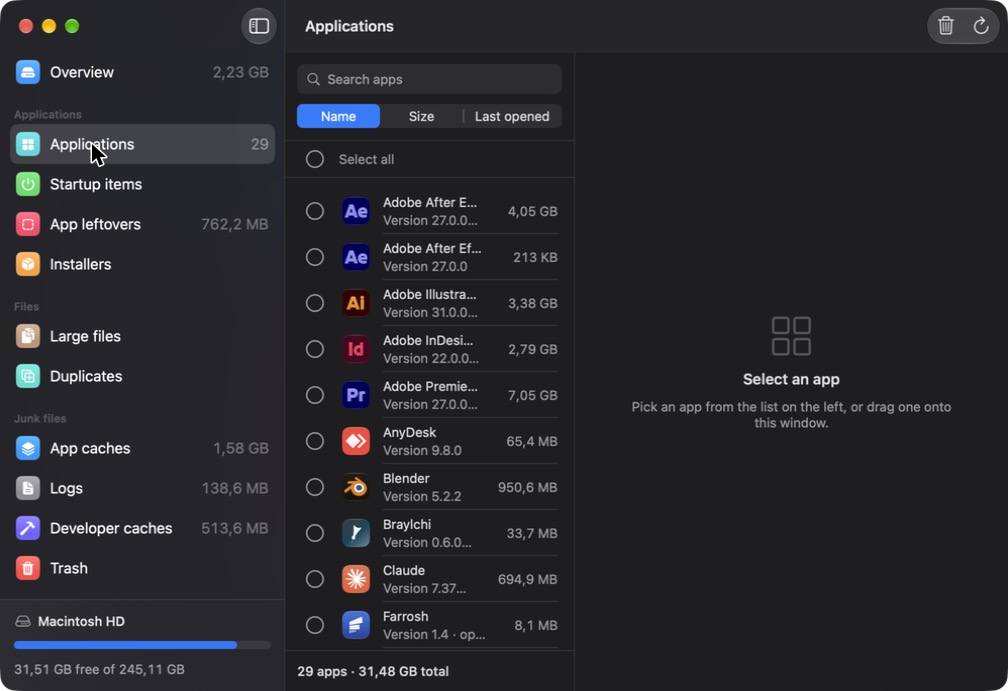 Applications
Overview 2,23 GB
Applications
Applications 29
Startup items
App leftovers 762,2 MB
Installers
Files
Large files
Duplicates
Junk files
App caches 1,58 GB
Logs 138,6 MB
Developer caches 513,6 MB
Trash
Macintosh HD
31,51 GB free of 245,11 GB
Search apps
Name Size Last opened
Select all
Ae Adobe After E... 4,05 GB
Version 27.0.0...
Ae Adobe After Ef... 213 KB
Version 27.0.0
Ai Adobe Illustra... 3,38 GB
Version 31.0.0...
Id Adobe InDesi... 2,79 GB
Version 22.0.0...
Pr Adobe Premie... 7,05 GB
Version 27.0.0...
AnyDesk 65,4 MB
Version 9.8.0
Blender 950,6 MB
Version 5.2.2
Braylchi 33,7 MB
Version 0.6.0...
Claude 694,9 MB
Version 7.37...
Farrosh 8,1 MB
Version 1.4 · op...
29 apps · 31,48 GB total
Select an app
Pick an app from the list on the left, or drag one onto
this window.